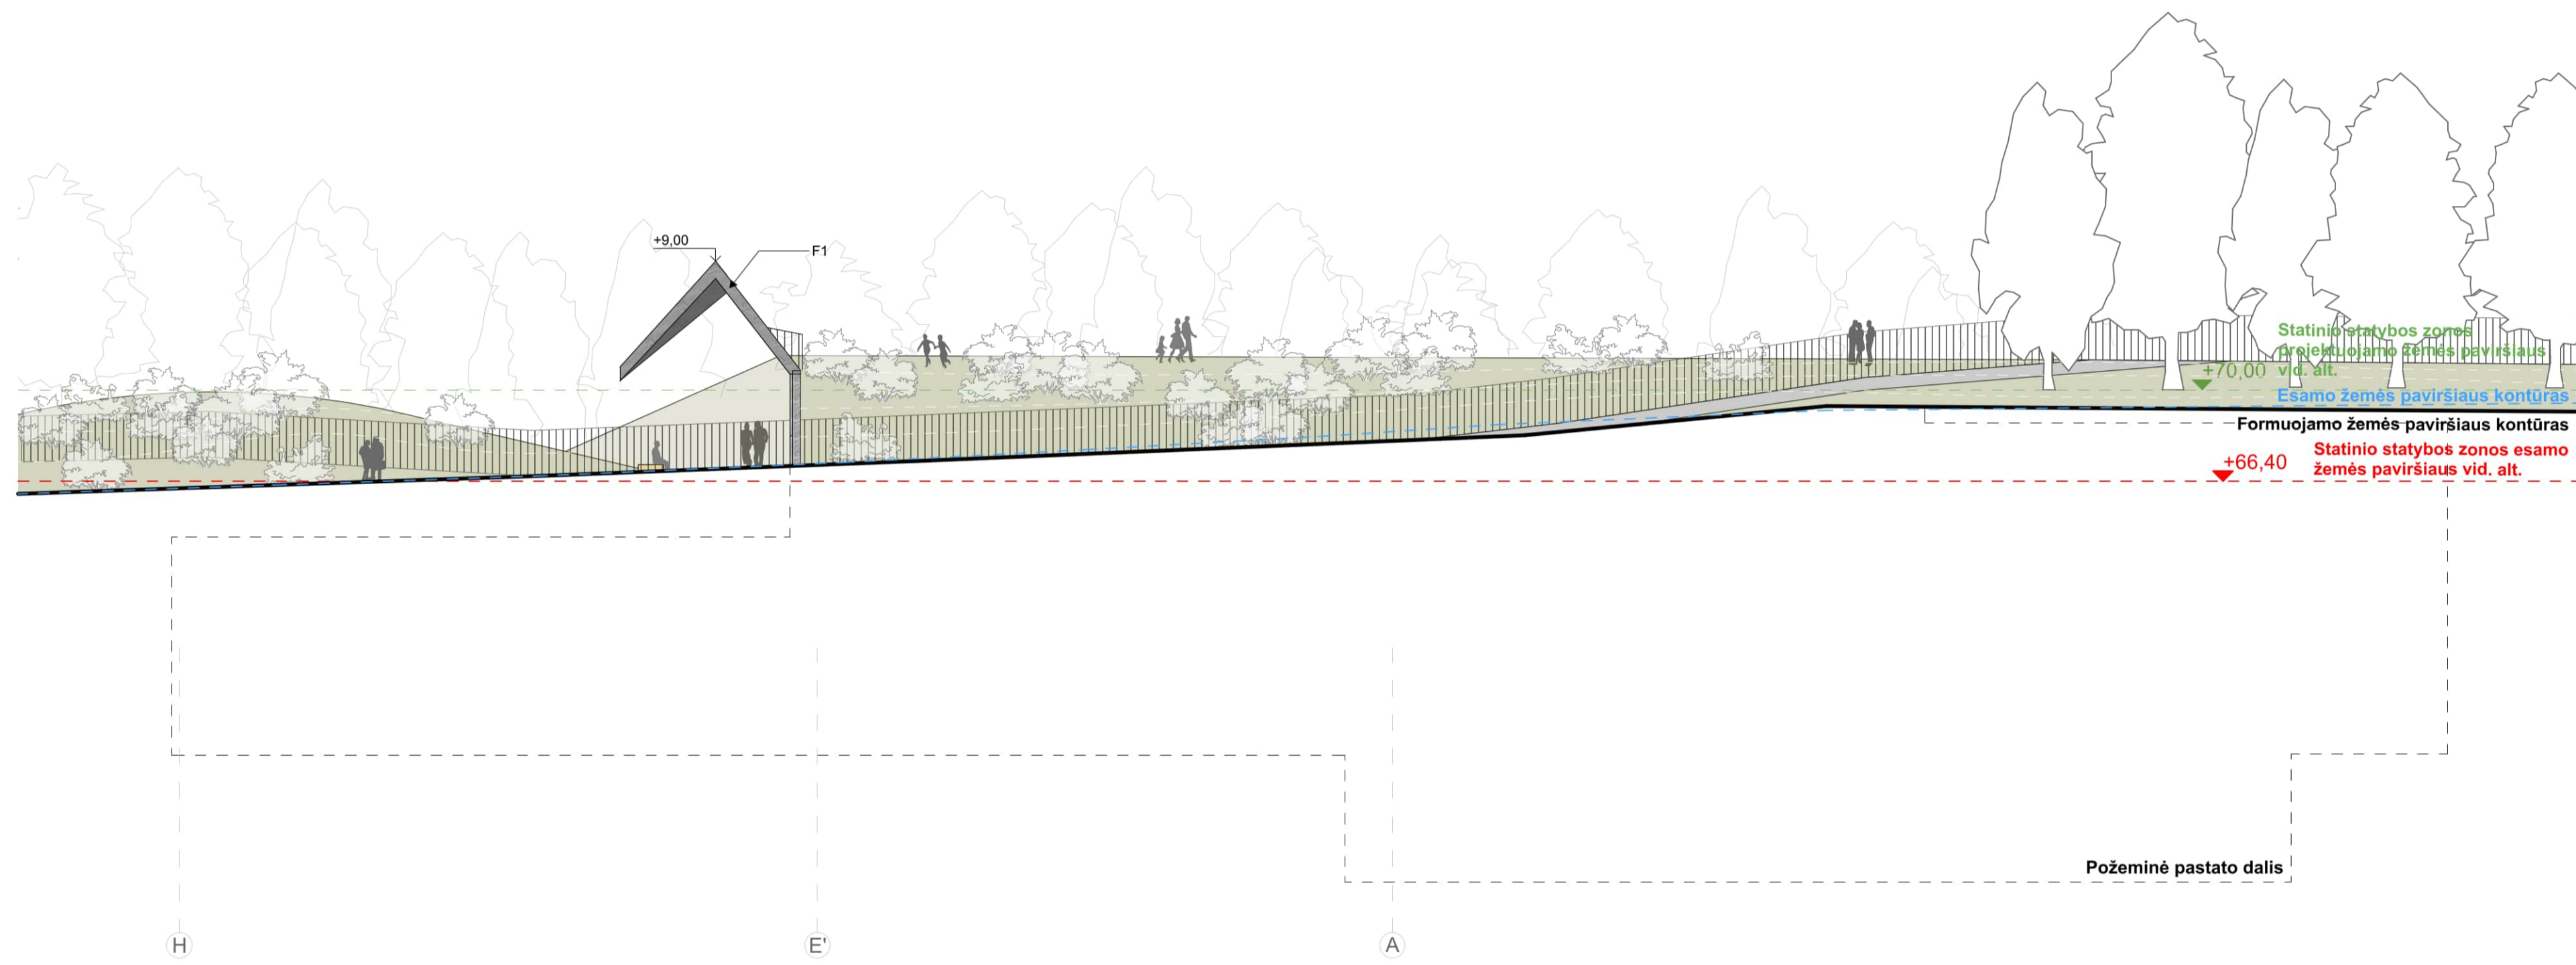 +9,00
F1
Statinio statybos zonos
projektuojamo žemės paviršiaus
vid. alt.
+70,00
Esamo žemės paviršiaus kontūras
Formuojamo žemės paviršiaus kontūras
Statinio statybos zonos esamo
žemės paviršiaus vid. alt.
+66,40
Požeminė pastato dalis
H
E'
A